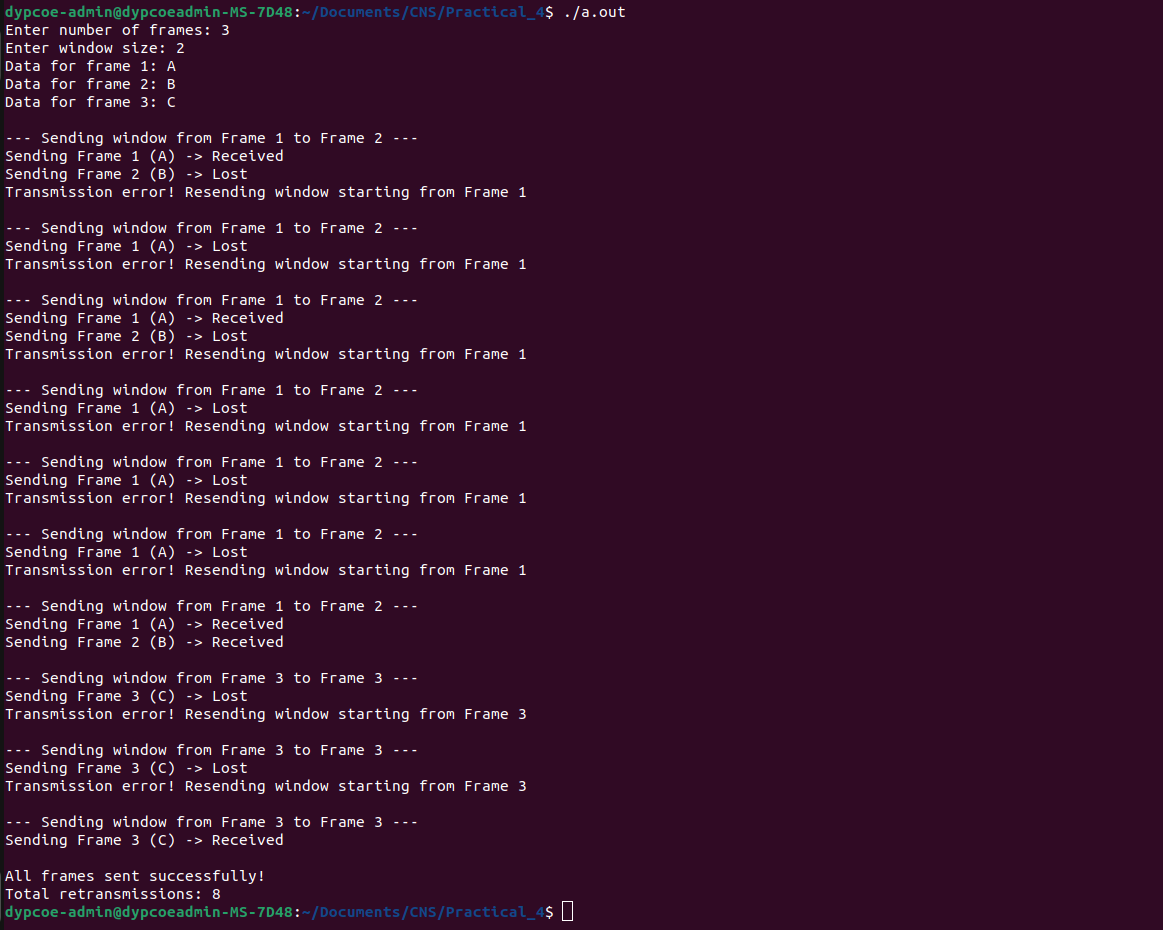 dypcoe-admin@dypcoeadmin-MS-7D48:~/Documents/CNS/Practical_4$ ./a.out
Enter number of frames: 3
Enter window size: 2
Data for frame 1: A
Data for frame 2: B
Data for frame 3: C

--- Sending window from Frame 1 to Frame 2 ---
Sending Frame 1 (A) -> Received
Sending Frame 2 (B) -> Lost
Transmission error! Resending window starting from Frame 1

--- Sending window from Frame 1 to Frame 2 ---
Sending Frame 1 (A) -> Lost
Transmission error! Resending window starting from Frame 1

--- Sending window from Frame 1 to Frame 2 ---
Sending Frame 1 (A) -> Received
Sending Frame 2 (B) -> Lost
Transmission error! Resending window starting from Frame 1

--- Sending window from Frame 1 to Frame 2 ---
Sending Frame 1 (A) -> Lost
Transmission error! Resending window starting from Frame 1

--- Sending window from Frame 1 to Frame 2 ---
Sending Frame 1 (A) -> Lost
Transmission error! Resending window starting from Frame 1

--- Sending window from Frame 1 to Frame 2 ---
Sending Frame 1 (A) -> Lost
Transmission error! Resending window starting from Frame 1

--- Sending window from Frame 1 to Frame 2 ---
Sending Frame 1 (A) -> Received
Sending Frame 2 (B) -> Received

--- Sending window from Frame 3 to Frame 3 ---
Sending Frame 3 (C) -> Lost
Transmission error! Resending window starting from Frame 3

--- Sending window from Frame 3 to Frame 3 ---
Sending Frame 3 (C) -> Lost
Transmission error! Resending window starting from Frame 3

--- Sending window from Frame 3 to Frame 3 ---
Sending Frame 3 (C) -> Received

All frames sent successfully!
Total retransmissions: 8
dypcoe-admin@dypcoeadmin-MS-7D48:~/Documents/CNS/Practical_4$